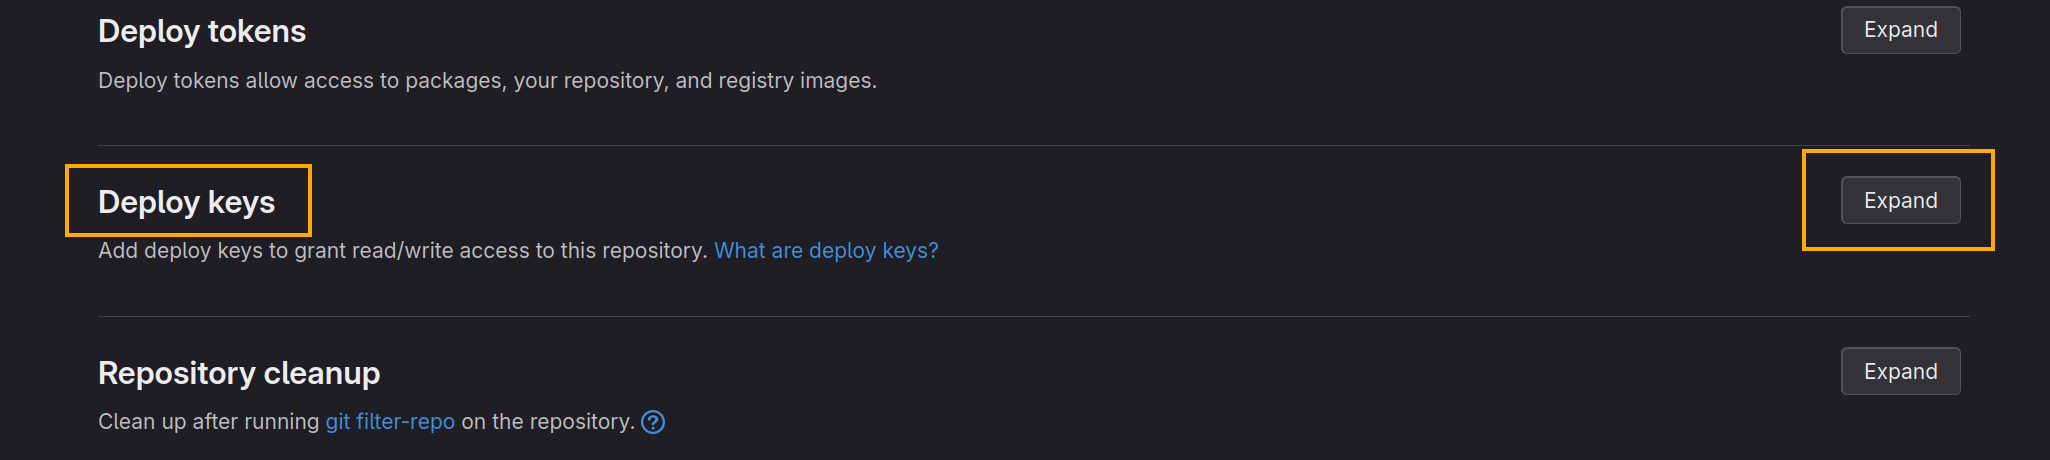 Deploy tokens
Expand
Deploy tokens allow access to packages, your repository, and registry images.
Deploy keys
Expand
Add deploy keys to grant read/write access to this repository. What are deploy keys?
Repository cleanup
Expand
Clean up after running git filter-repo on the repository.